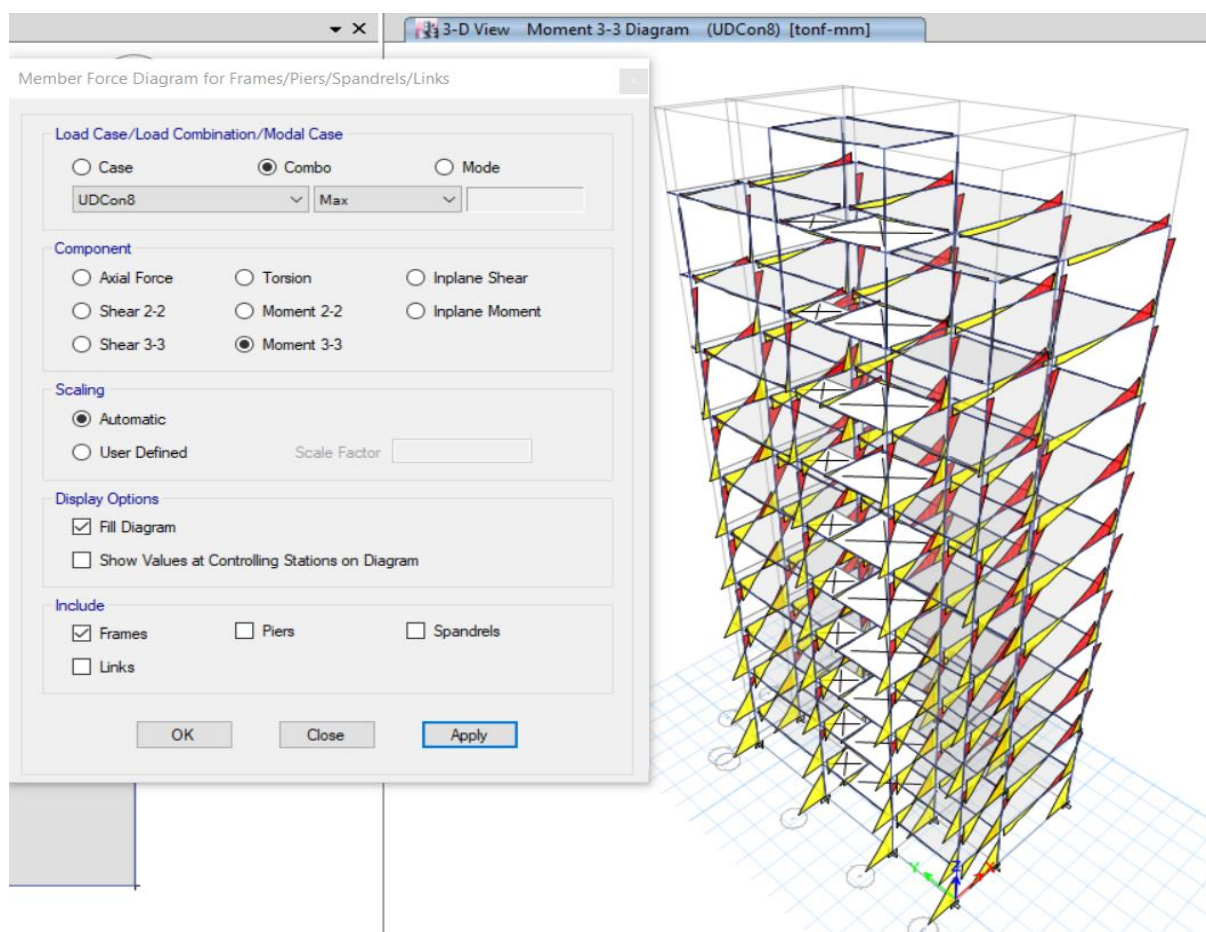 3-D View Moment 3-3 Diagram (UDCon8) [tonf-mm]
Member Force Diagram for Frames/Piers/Spandrels/Links
Load Case/Load Combination/Modal Case
Case Combo Mode
UDCon8 Max
Component
Axial Force Torsion Inplane Shear
Shear 2-2 Moment 2-2 Inplane Moment
Shear 3-3 Moment 3-3
Scaling
Automatic
User Defined Scale Factor
Display Options
Fill Diagram
Show Values at Controlling Stations on Diagram
Include
Frames Piers Spandrels
Links
OK Close Apply
Y Z X